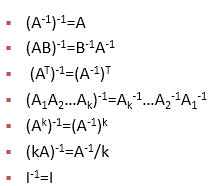 ▪ (A⁻¹)⁻¹=A
▪ (AB)⁻¹=B⁻¹A⁻¹
▪ (Aᵀ)⁻¹=(A⁻¹)ᵀ
▪ (A₁A₂...Aₖ)⁻¹=Aₖ⁻¹...A₂⁻¹A₁⁻¹
▪ (Aᵏ)⁻¹=(A⁻¹)ᵏ
▪ (kA)⁻¹=A⁻¹/k
▪ I⁻¹=I